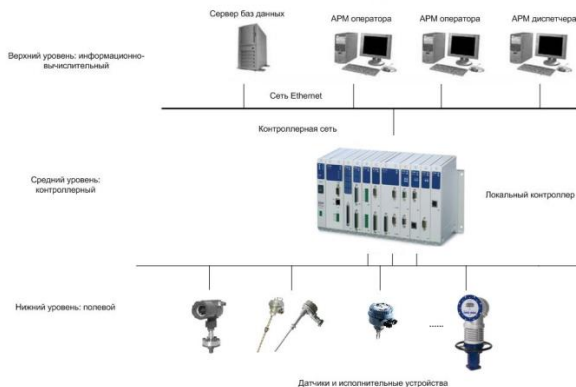 Сервер баз данных
АРМ оператора
АРМ оператора
АРМ диспетчера
Верхний уровень: информационно-
вычислительный
Сеть Ethernet
Контроллерная сеть
Средний уровень:
контроллерный
Локальный контроллер
Нижний уровень: полевой
......
Датчики и исполнительные устройства